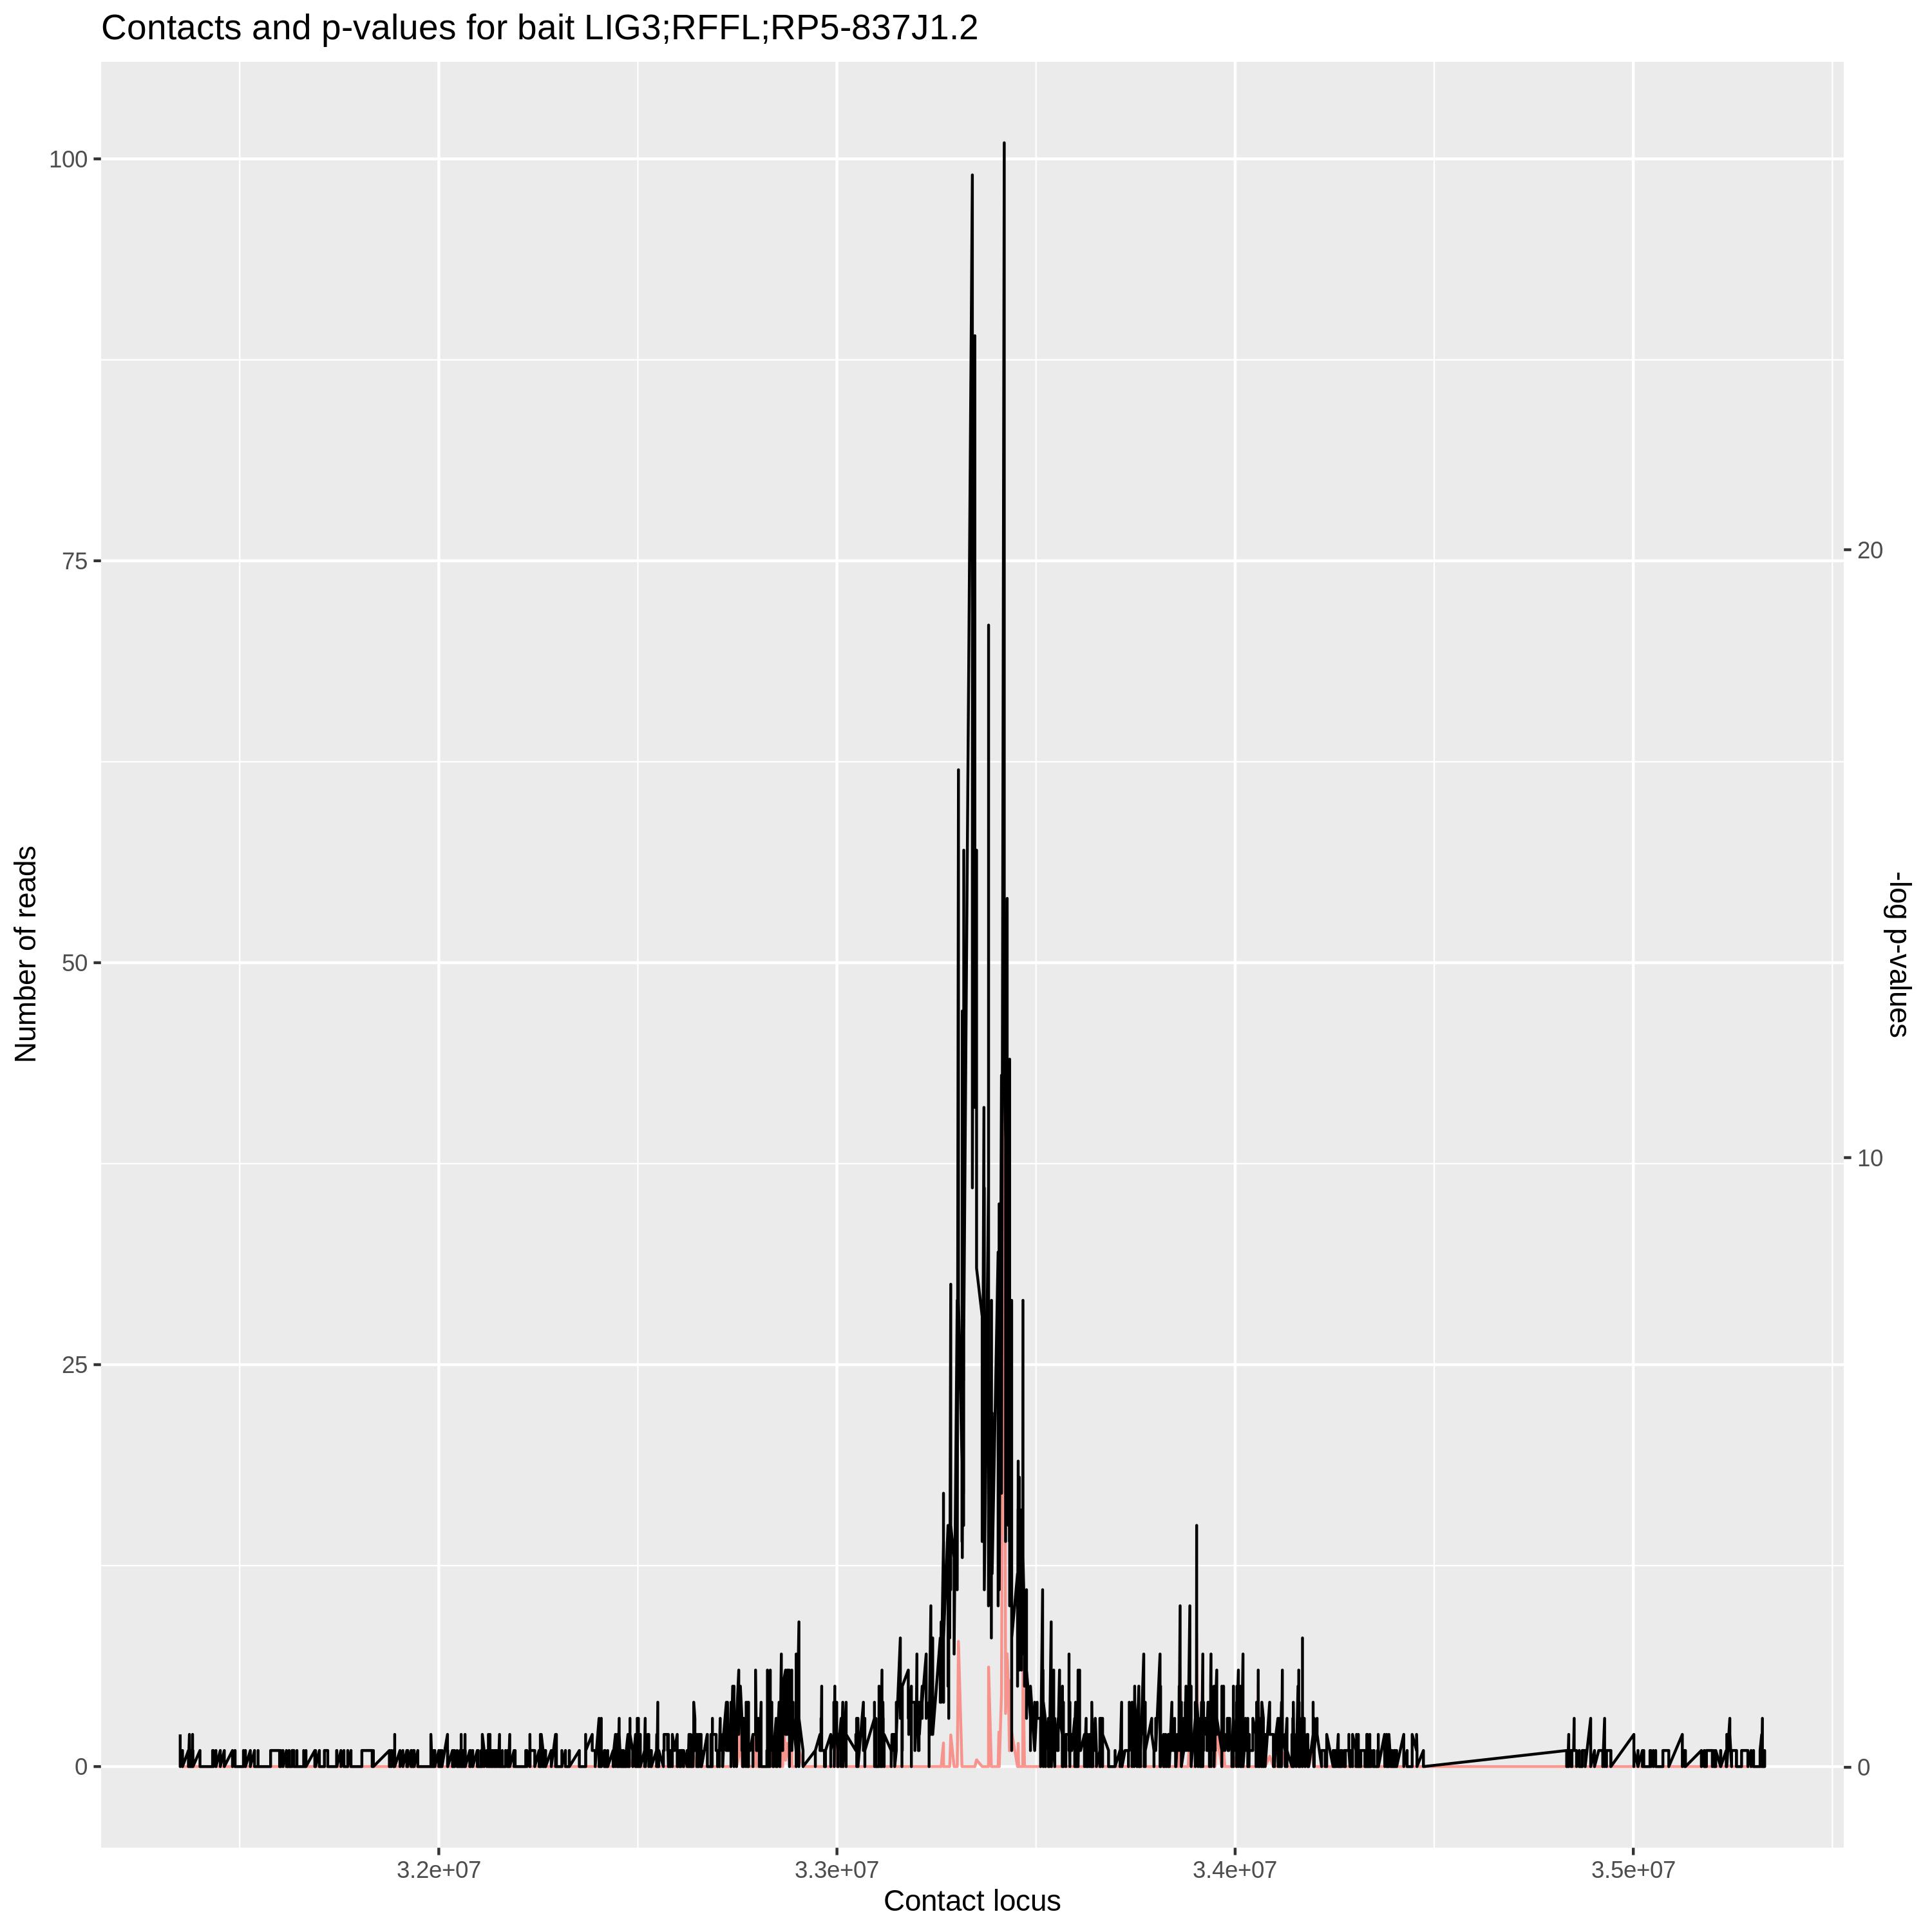 Contacts and p-values for bait LIG3;RFFL;RP5-837J1.2
100
75
50
25
0
Number of reads
20
10
0
-log p-values
3.2e+07
3.3e+07
3.4e+07
3.5e+07
Contact locus